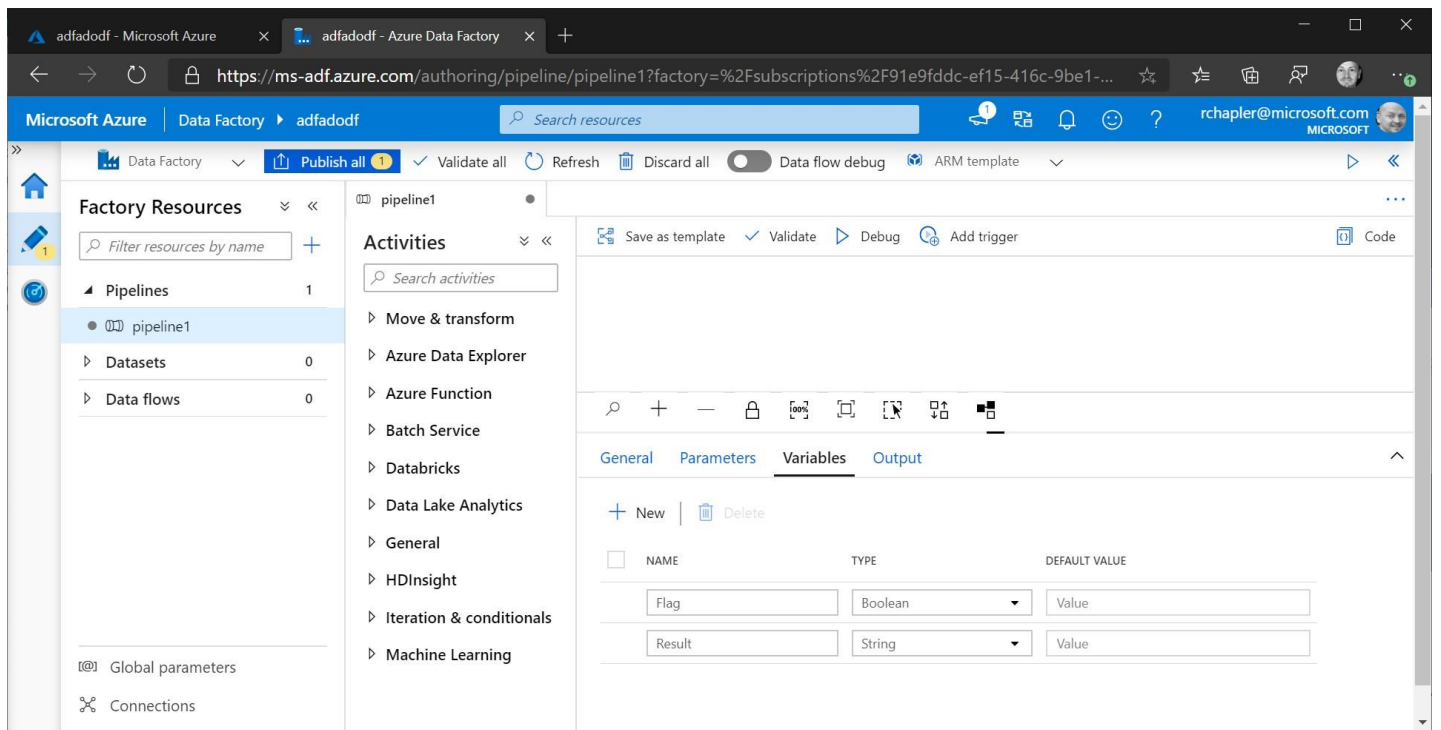 adfadodf - Microsoft Azure
adfadodf - Azure Data Factory
https://ms-adf.azure.com/authoring/pipeline/pipeline1?factory=%2Fsubscriptions%2F91e9fddc-ef15-416c-9be1-...
Microsoft Azure Data Factory adfadodf Search resources 1 ? rchapler@microsoft.com
MICROSOFT
Data Factory Publish all 1 Validate all Refresh Discard all Data flow debug ARM template
1
Factory Resources
Filter resources by name
Pipelines 1
pipeline1
Datasets 0
Data flows 0
Global parameters
Connections
pipeline1
Activities
Search activities
Move & transform
Azure Data Explorer
Azure Function
Batch Service
Databricks
Data Lake Analytics
General
HDInsight
Iteration & conditionals
Machine Learning
Save as template Validate Debug Add trigger Code
100%
General Parameters Variables Output
New Delete
NAME TYPE DEFAULT VALUE
Flag Boolean Value
Result String Value